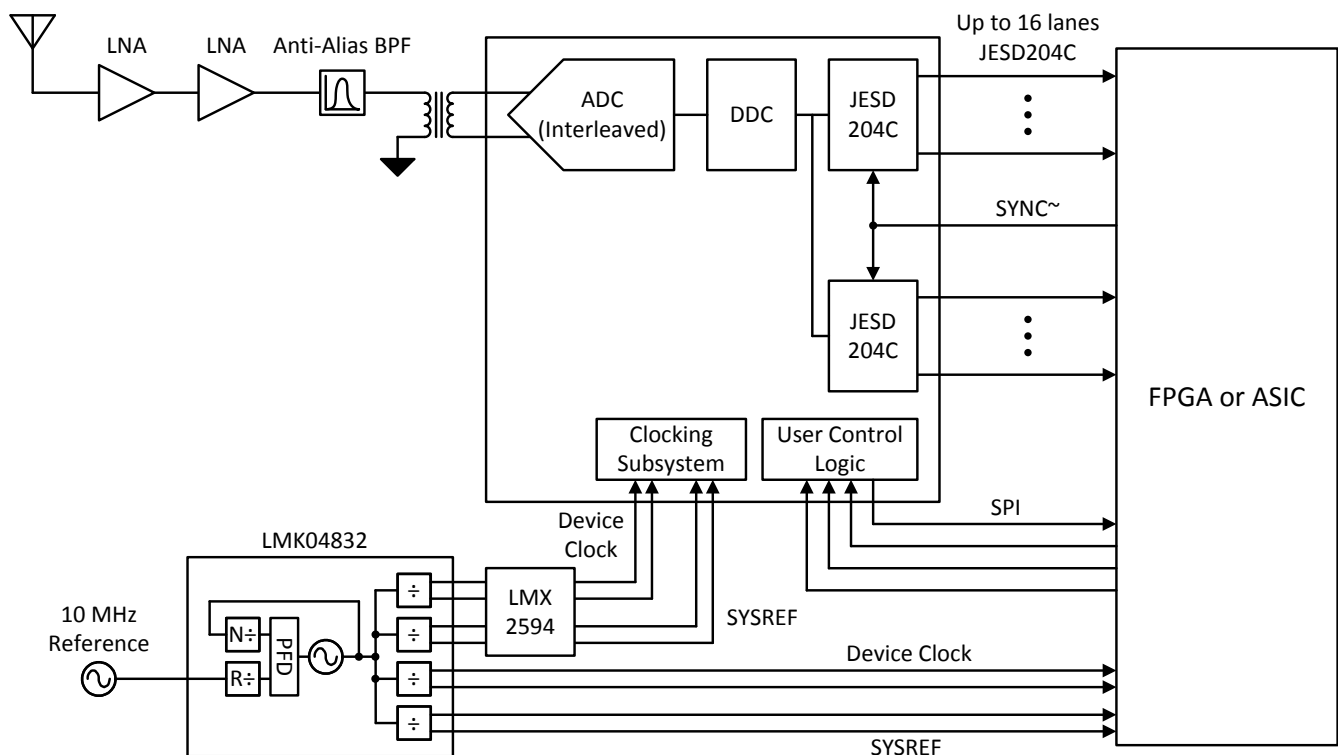 Up to 16 lanes
JESD204C
LNA
LNA
Anti-Alias BPF
ADC
(Interleaved)
DDC
JESD
204C
SYNC~
JESD
204C
FPGA or ASIC
Clocking
Subsystem
User Control
Logic
SPI
Device
Clock
LMK04832
10 MHz
Reference
N÷
R÷
PFD
÷
÷
÷
÷
LMX
2594
SYSREF
Device Clock
SYSREF